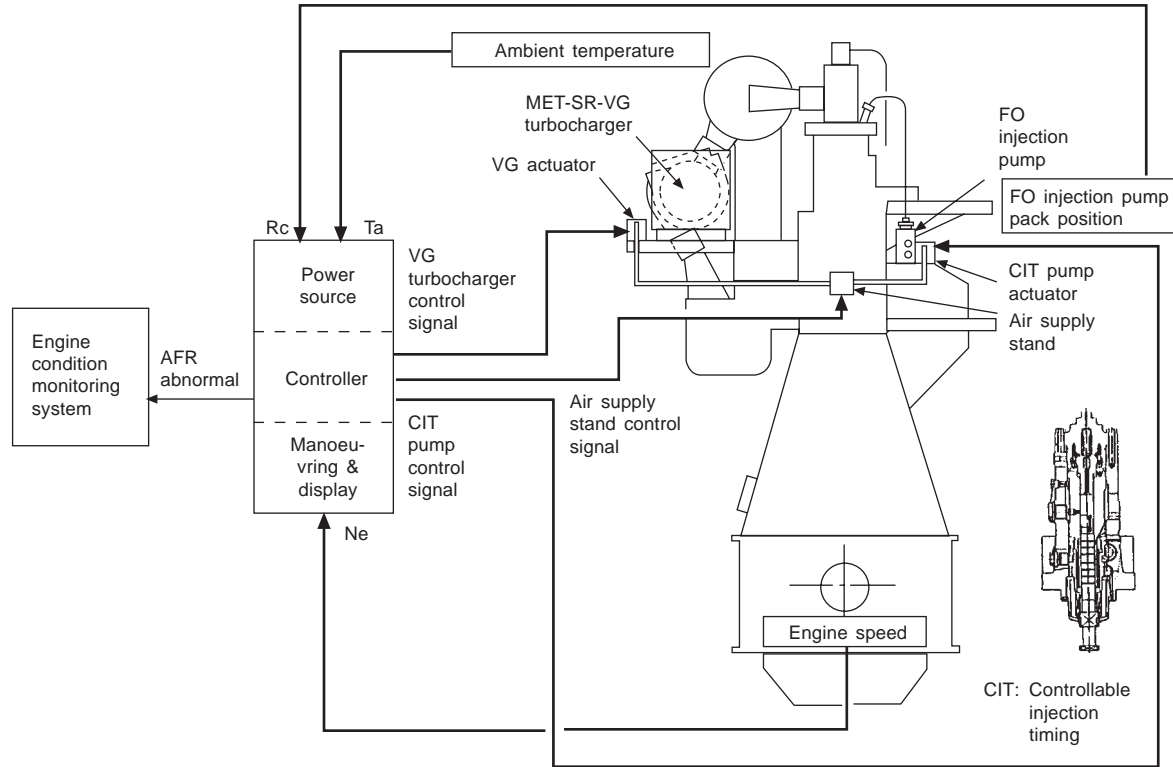 Ambient temperature
MET-SR-VG
turbocharger
VG actuator
FO
injection
pump
FO injection pump
pack position
Rc
Ta
Power
source
VG
turbocharger
control
signal
CIT pump
actuator
Air supply
stand
Engine
condition
monitoring
system
AFR
abnormal
Controller
Air supply
stand control
signal
Manoeu-
vring &
display
CIT
pump
control
signal
Ne
Engine speed
CIT: Controllable
injection
timing